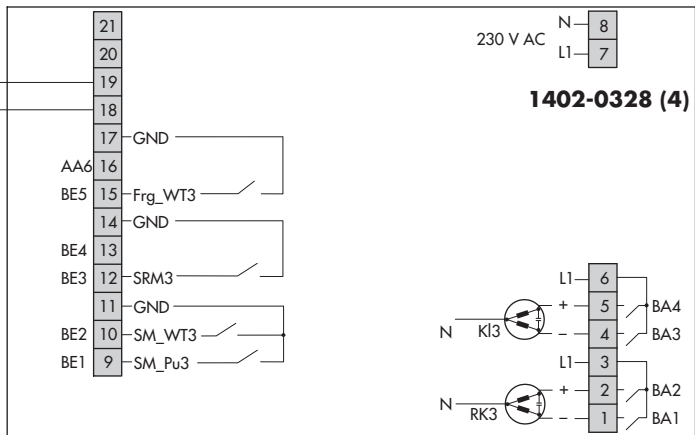 21
20
19
18
17 GND
AA6 16
BE5 15 Frg_WT3
14 GND
BE4 13
BE3 12 SRM3
11 GND
BE2 10 SM_WT3
BE1 9 SM_Pu3
N 8
230 V AC
L1 7
1402-0328 (4)
L1 6
+ 5 BA4
N Kl3 − 4 BA3
L1 3
+ 2 BA2
N RK3 − 1 BA1